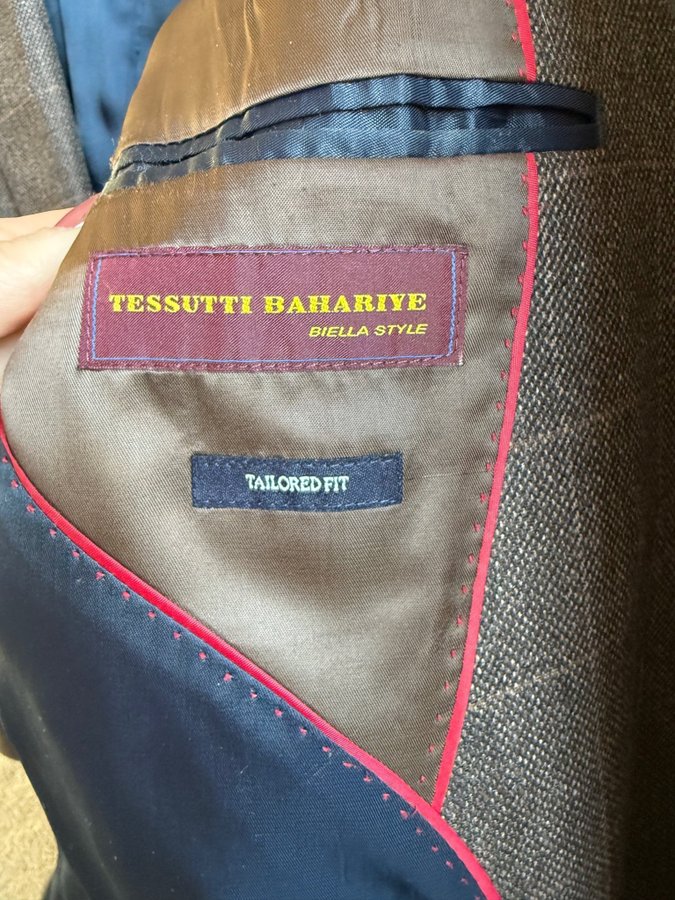 TESSUTTI BAHARIYE
BIELLA STYLE
TAILORED FIT